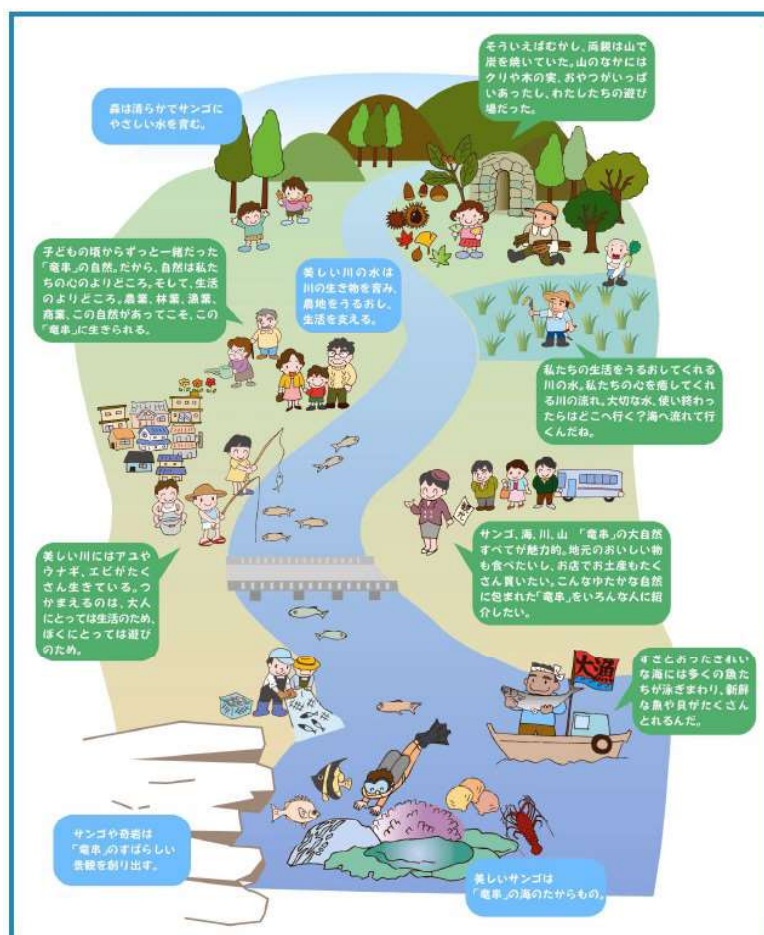 そういえばむかし、両親は山で
炭を焼いていた。山のなかには
クリや木の実、おやつがいっぱ
いあったし、わたしたちの遊び
場だった。
森は清らかでサンゴに
やさしい水を育む。
子どもの頃からずっと一緒だった
「竜串」の自然。だから、自然は私た
ちの心のよりどころ。そして、生活
のよりどころ。農業、林業、漁業、
商業、この自然があってこそ、この
「竜串」に生きられる。
美しい川の水は
川の生き物を育み、
農地をうるおし、
生活を支える。
私たちの生活をうるおしてくれる
川の水。私たちの心を癒してくれ
る川の流れ。大切な水、使い終わっ
たらはどこへ行く?海へ流れて行
くんだね。
美しい川にはアユや
ウナギ、エビがたく
さん生きている。つ
かまえるのは、大人
にとっては生活のため、
ぼくにとっては遊び
のため。
サンゴ、海、川、山 「竜串」の大自然
すべてが魅力的。地元のおいしい物
も食べたいし、お店でお土産もたく
さん買いたい。こんなゆたかな自然
に包まれた「竜串」をいろんな人に紹
介したい。
大漁
すきとおったきれい
な海には多くの魚た
ちが泳ぎまわり、新鮮
な魚や貝がたくさん
とれるんだ。
サンゴや奇岩は
「竜串」のすばらしい
景観を創り出す。
美しいサンゴは
「竜串」の海のたからもの。